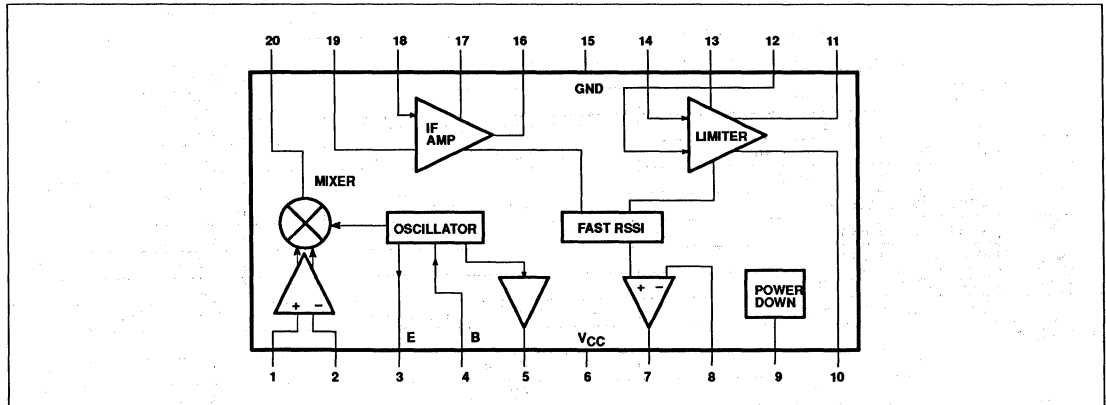 20 19 18 17 16 15 14 13 12 11
GND
IF
AMP
LIMITER
MIXER
OSCILLATOR
FAST RSSI
+ −
+ −
POWER
DOWN
E B VCC
1 2 3 4 5 6 7 8 9 10